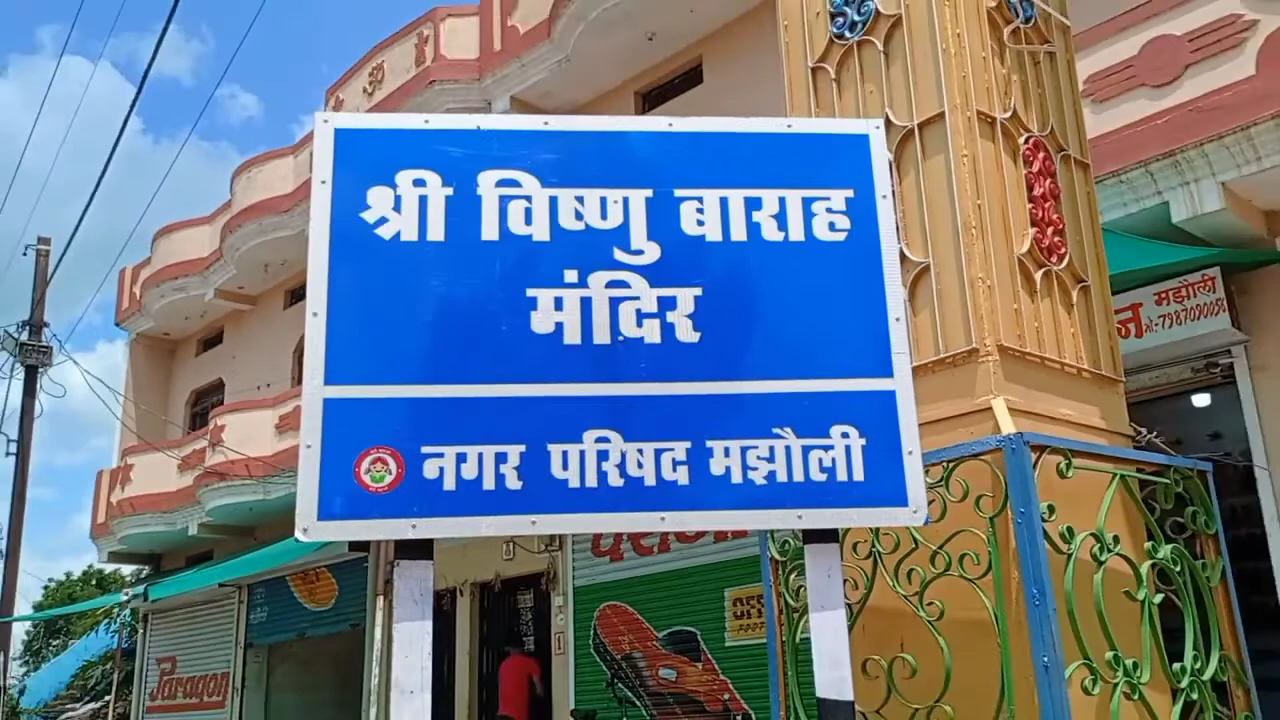 ॐ
श्री विष्णु बाराह
मंदिर
नगर परिषद मझौली
मझौली
Paragon